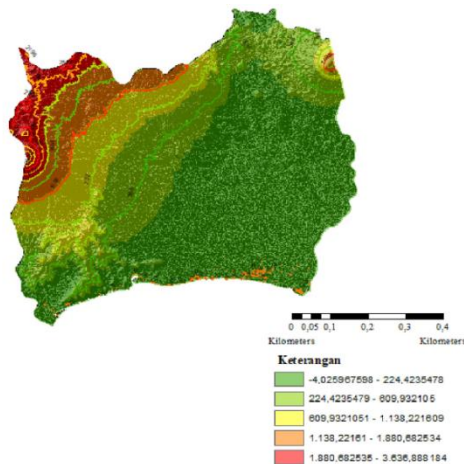 0 0,05 0,1 0,2 0,3 0,4
Kilometers Kilometers
Keterangan
-4,025967598 - 224,4235478
224,4235479 - 609,932105
609,9321051 - 1.138,221609
1.138,22161 - 1.880,682534
1.880,682535 - 3.636,888184